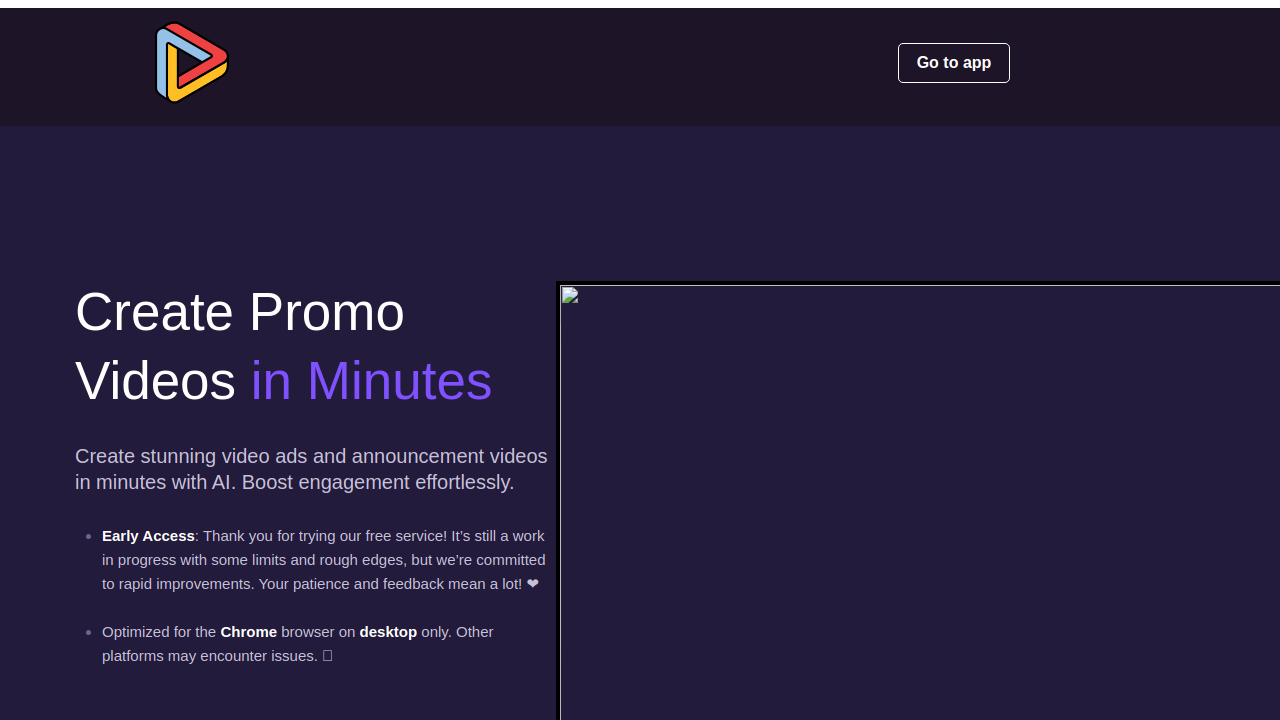 Go to app
Create Promo
Videos in Minutes
Create stunning video ads and announcement videos
in minutes with AI. Boost engagement effortlessly.
Early Access: Thank you for trying our free service! It’s still a work
in progress with some limits and rough edges, but we’re committed
to rapid improvements. Your patience and feedback mean a lot! ❤
Optimized for the Chrome browser on desktop only. Other
platforms may encounter issues.